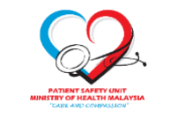 PATIENT SAFETY UNIT
MINISTRY OF HEALTH MALAYSIA
"CARE AND COMPASSION"